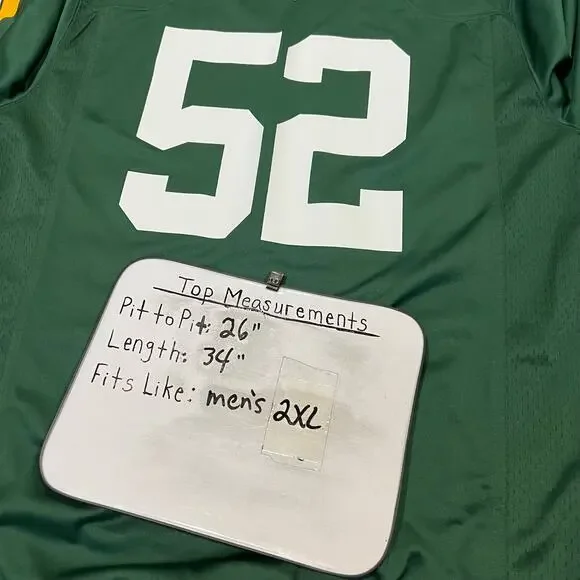 52
Top Measurements
Pit to Pit: 26"
Length: 34"
Fits Like: men's 2XL